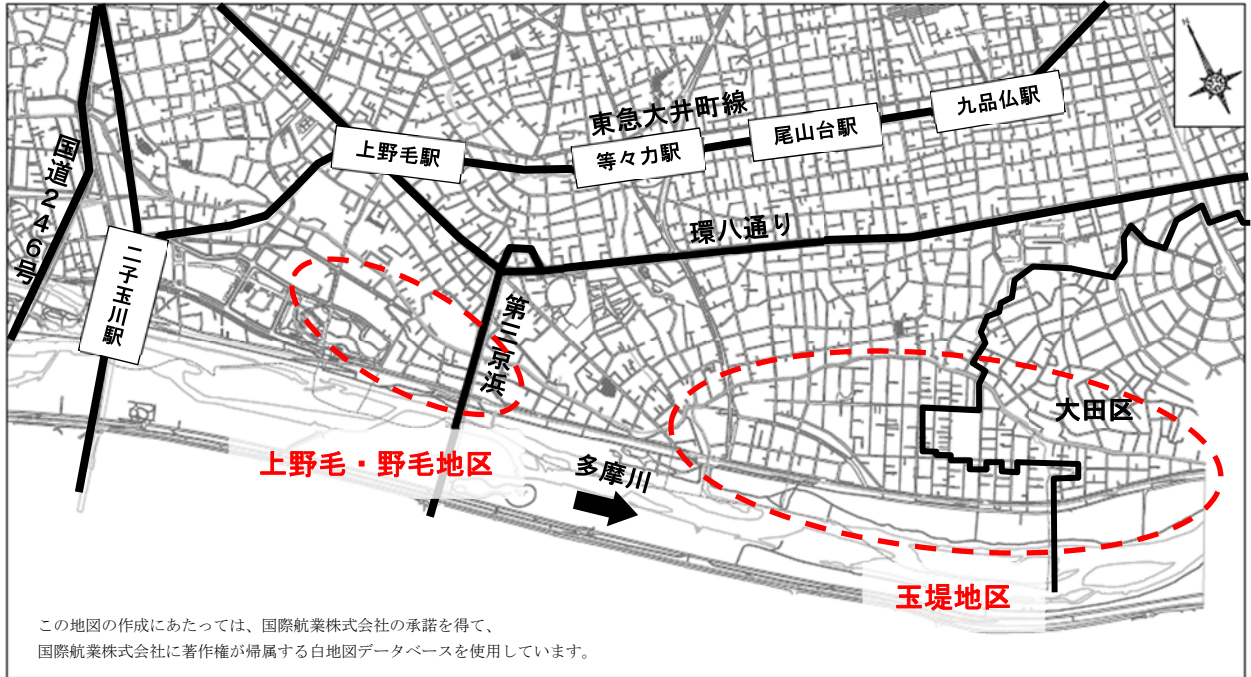 東急大井町線
九品仏駅
尾山台駅
等々力駅
上野毛駅
国道246号
二子玉川駅
環八通り
第三京浜
大田区
上野毛・野毛地区
多摩川
玉堤地区
この地図の作成にあたっては、国際航業株式会社の承諾を得て、
国際航業株式会社に著作権が帰属する白地図データベースを使用しています。